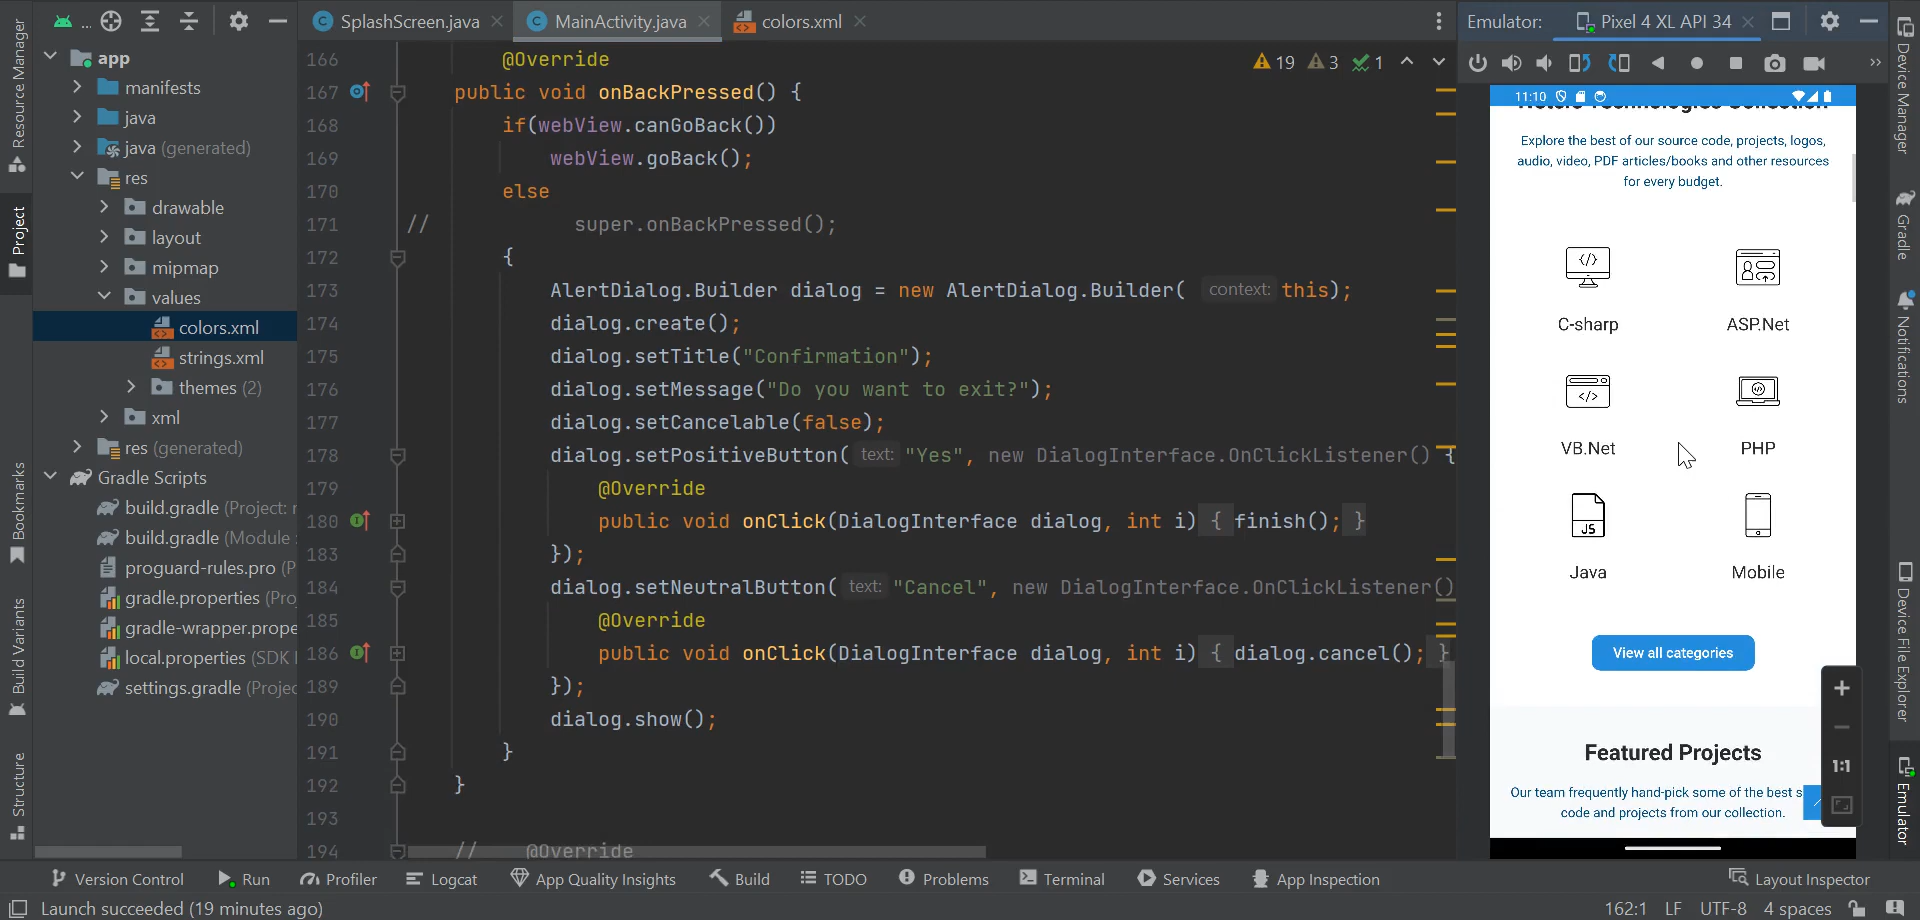 SplashScreen.java
MainActivity.java
colors.xml
Emulator:
Pixel 4 XL API 34
...
Resource Manager
Project
Bookmarks
Build Variants
Structure
app
manifests
java
java (generated)
res
drawable
layout
mipmap
values
colors.xml
strings.xml
themes (2)
xml
res (generated)
Gradle Scripts
build.gradle (Project: r
build.gradle (Module :
proguard-rules.pro (P
gradle.properties (Pro
gradle-wrapper.prope
local.properties (SDK
settings.gradle (Projec
19
3
1
166 @Override
167 public void onBackPressed() {
168 if(webView.canGoBack())
169 webView.goBack();
170 else
171 // super.onBackPressed();
172 {
173 AlertDialog.Builder dialog = new AlertDialog.Builder( context: this);
174 dialog.create();
175 dialog.setTitle("Confirmation");
176 dialog.setMessage("Do you want to exit?");
177 dialog.setCancelable(false);
178 dialog.setPositiveButton( text: "Yes", new DialogInterface.OnClickListener() {
179 @Override
180 public void onClick(DialogInterface dialog, int i) { finish(); }
183 });
184 dialog.setNeutralButton( text: "Cancel", new DialogInterface.OnClickListener()
185 @Override
186 public void onClick(DialogInterface dialog, int i) { dialog.cancel(); }
189 });
190 dialog.show();
191 }
192 }
193
194 // @Override
11:10
Technologies Collection
Explore the best of our source code, projects, logos,
audio, video, PDF articles/books and other resources
for every budget.
C-sharp
ASP.Net
VB.Net
PHP
JS
Java
Mobile
View all categories
Featured Projects
Our team frequently hand-pick some of the best s
code and projects from our collection.
1:1
Device Manager
Gradle
Notifications
Device File Explorer
Emulator
Version Control
Run
Profiler
Logcat
App Quality Insights
Build
TODO
Problems
Terminal
Services
App Inspection
Layout Inspector
Launch succeeded (19 minutes ago)
162:1
LF
UTF-8
4 spaces